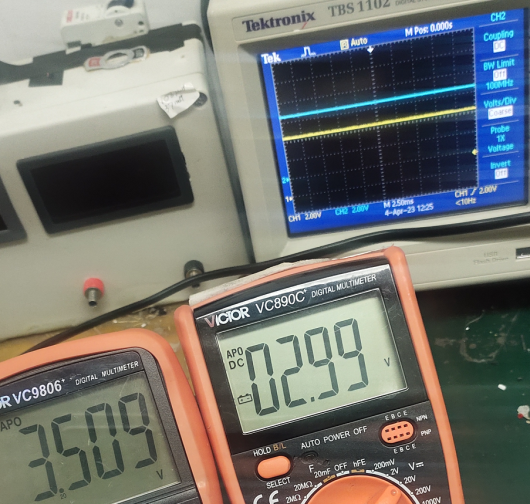 Tektronix TBS 1102
Tek
Auto
M Pos: 0.000s
CH2
Coupling
DC
BW Limit
Off
100MHz
Volts/Div
Coarse
Probe
1X
Voltage
Invert
Off
CH1 2.00V
CH2 2.00V
M 2.50ms
CH1 / 2.00V
4-Apr-23 12:25
<10Hz
VICTOR VC890C+ DIGITAL MULTIMETER
APO
DC
02.99
V
HOLD B/L
AUTO POWER OFF
SELECT
E B C E
NPN
PNP
E B C E
F
20mΩ
OFF
hFE
200mV
2V
V
20V
2MΩ
200V
1000V
CE
OR VC9806+ DIGITAL MULTIMETER
APO
3.509
V